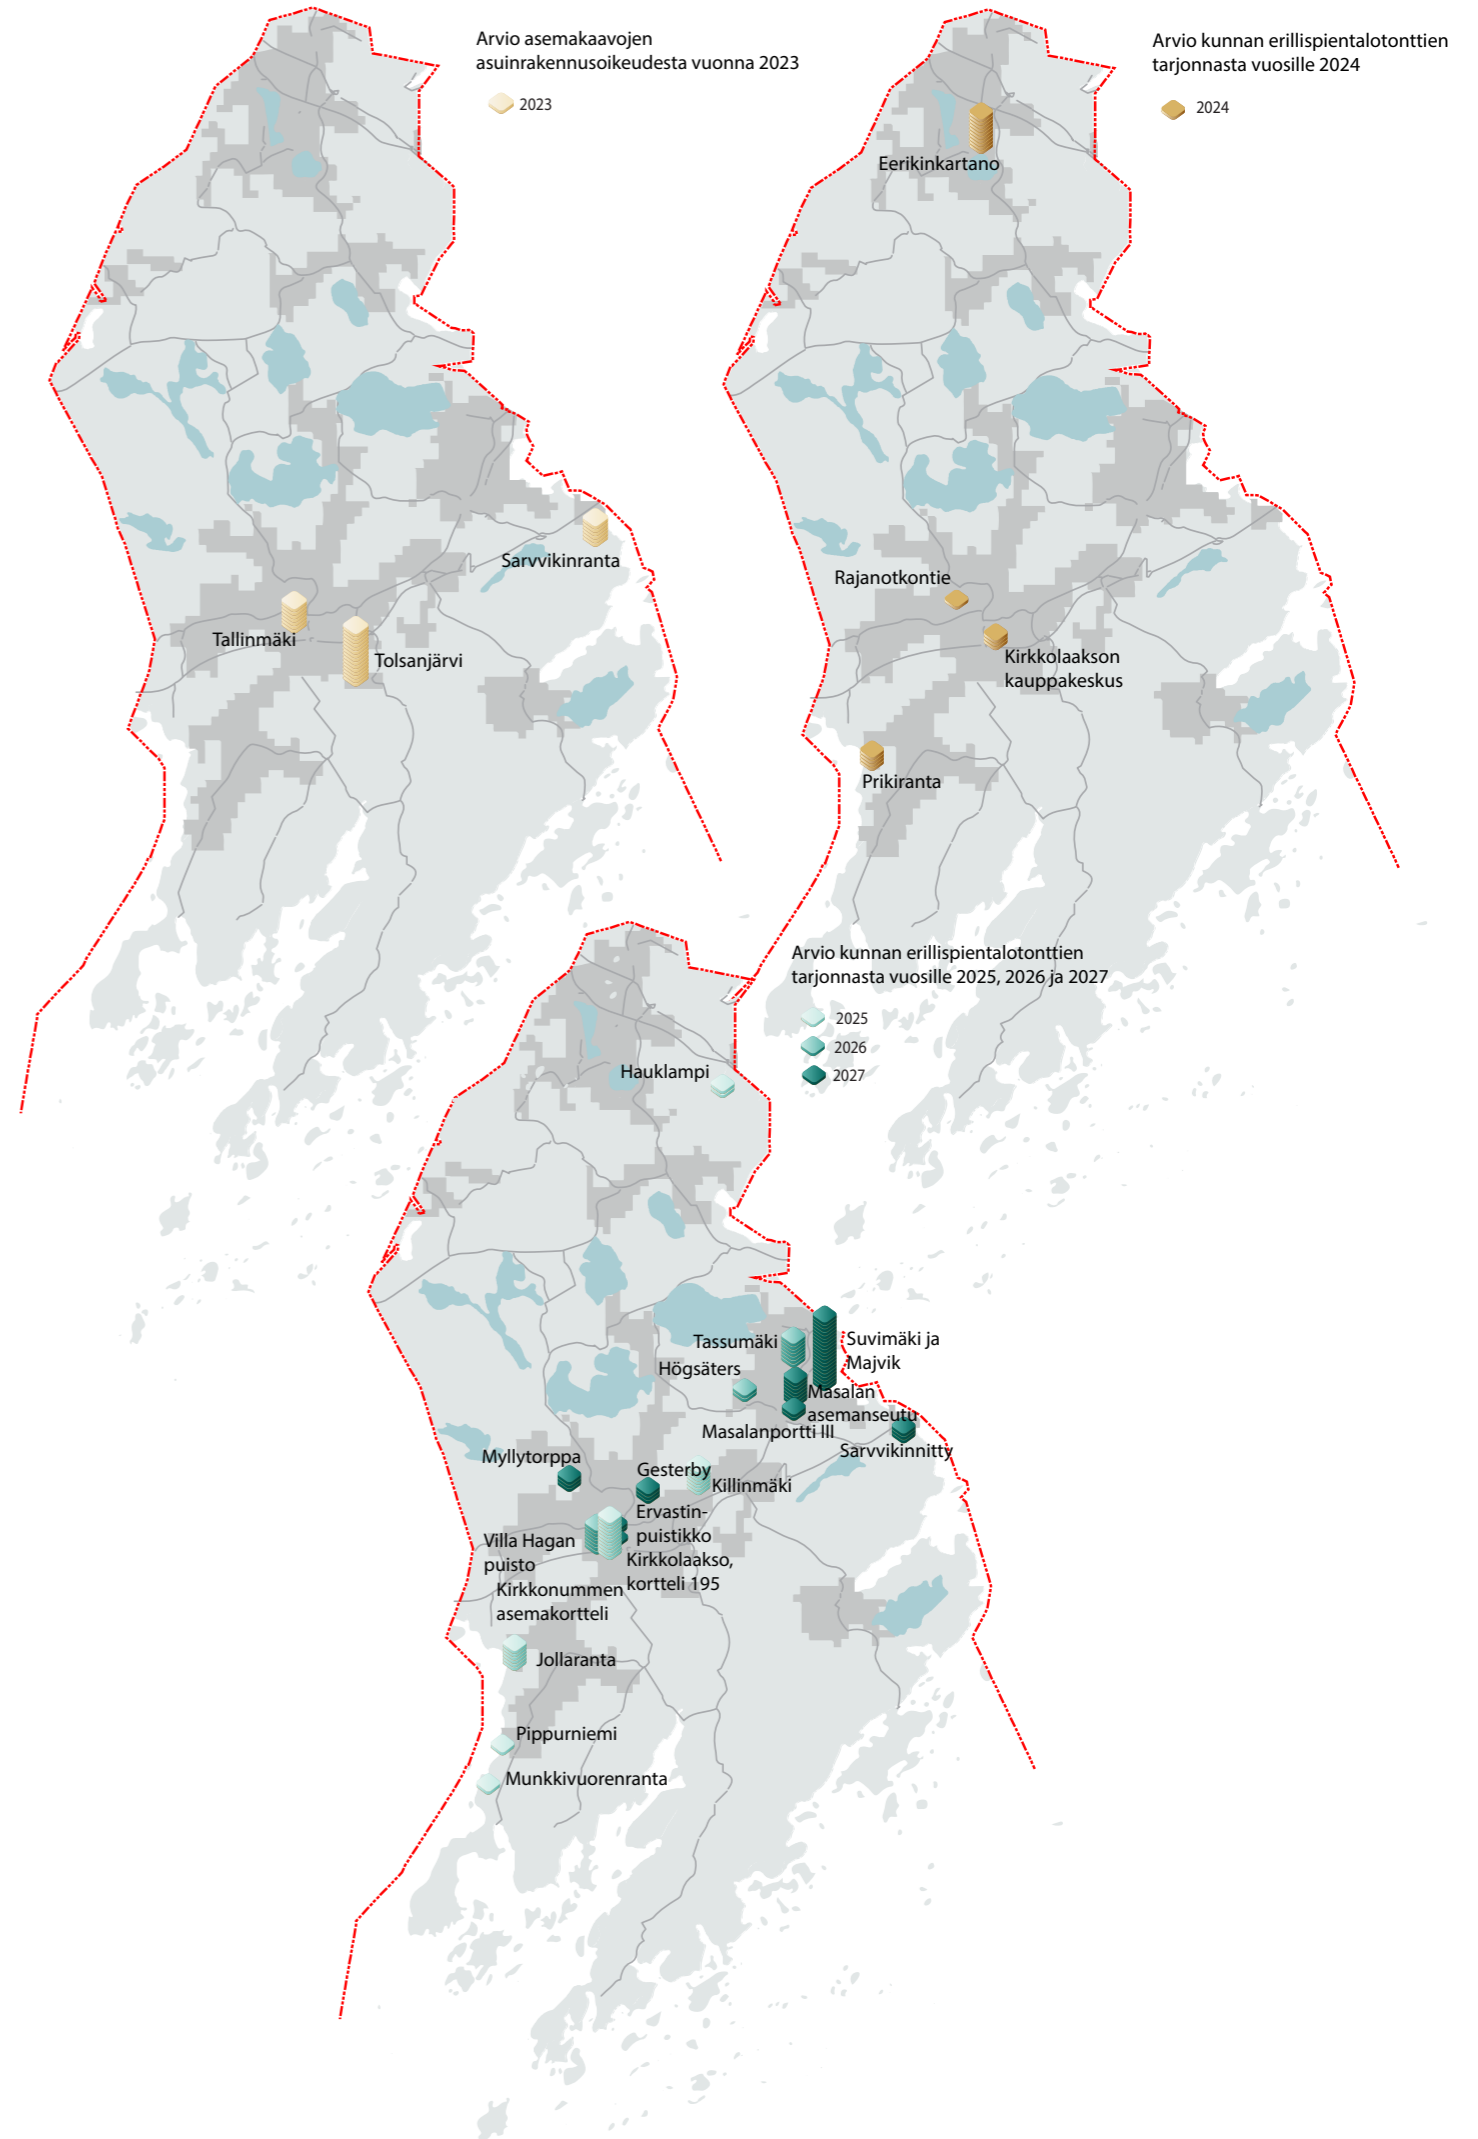 Arvio asemakaavojen
asuinrakennusoikeudesta vuonna 2023
2023
Sarvvikinranta
Tallinmäki
Tolsanjärvi
Arvio kunnan erillispientalotonttien
tarjonnasta vuosille 2024
2024
Eerikinkartano
Rajanotkontie
Kirkkolaakson
kauppakeskus
Prikiranta
Arvio kunnan erillispientalotonttien
tarjonnasta vuosille 2025, 2026 ja 2027
2025
2026
2027
Hauklampi
Tassumäki
Suvimäki ja
Majvik
Högsäters
Masalan
asemanseutu
Masalanportti III
Sarvvikinnitty
Myllytorppa
Gesterby
Killinmäki
Ervastin-
puistikko
Villa Hagan
puisto
Kirkkolaakso,
kortteli 195
Kirkkonummen
asemakortteli
Jollaranta
Pippurniemi
Munkkivuorenranta